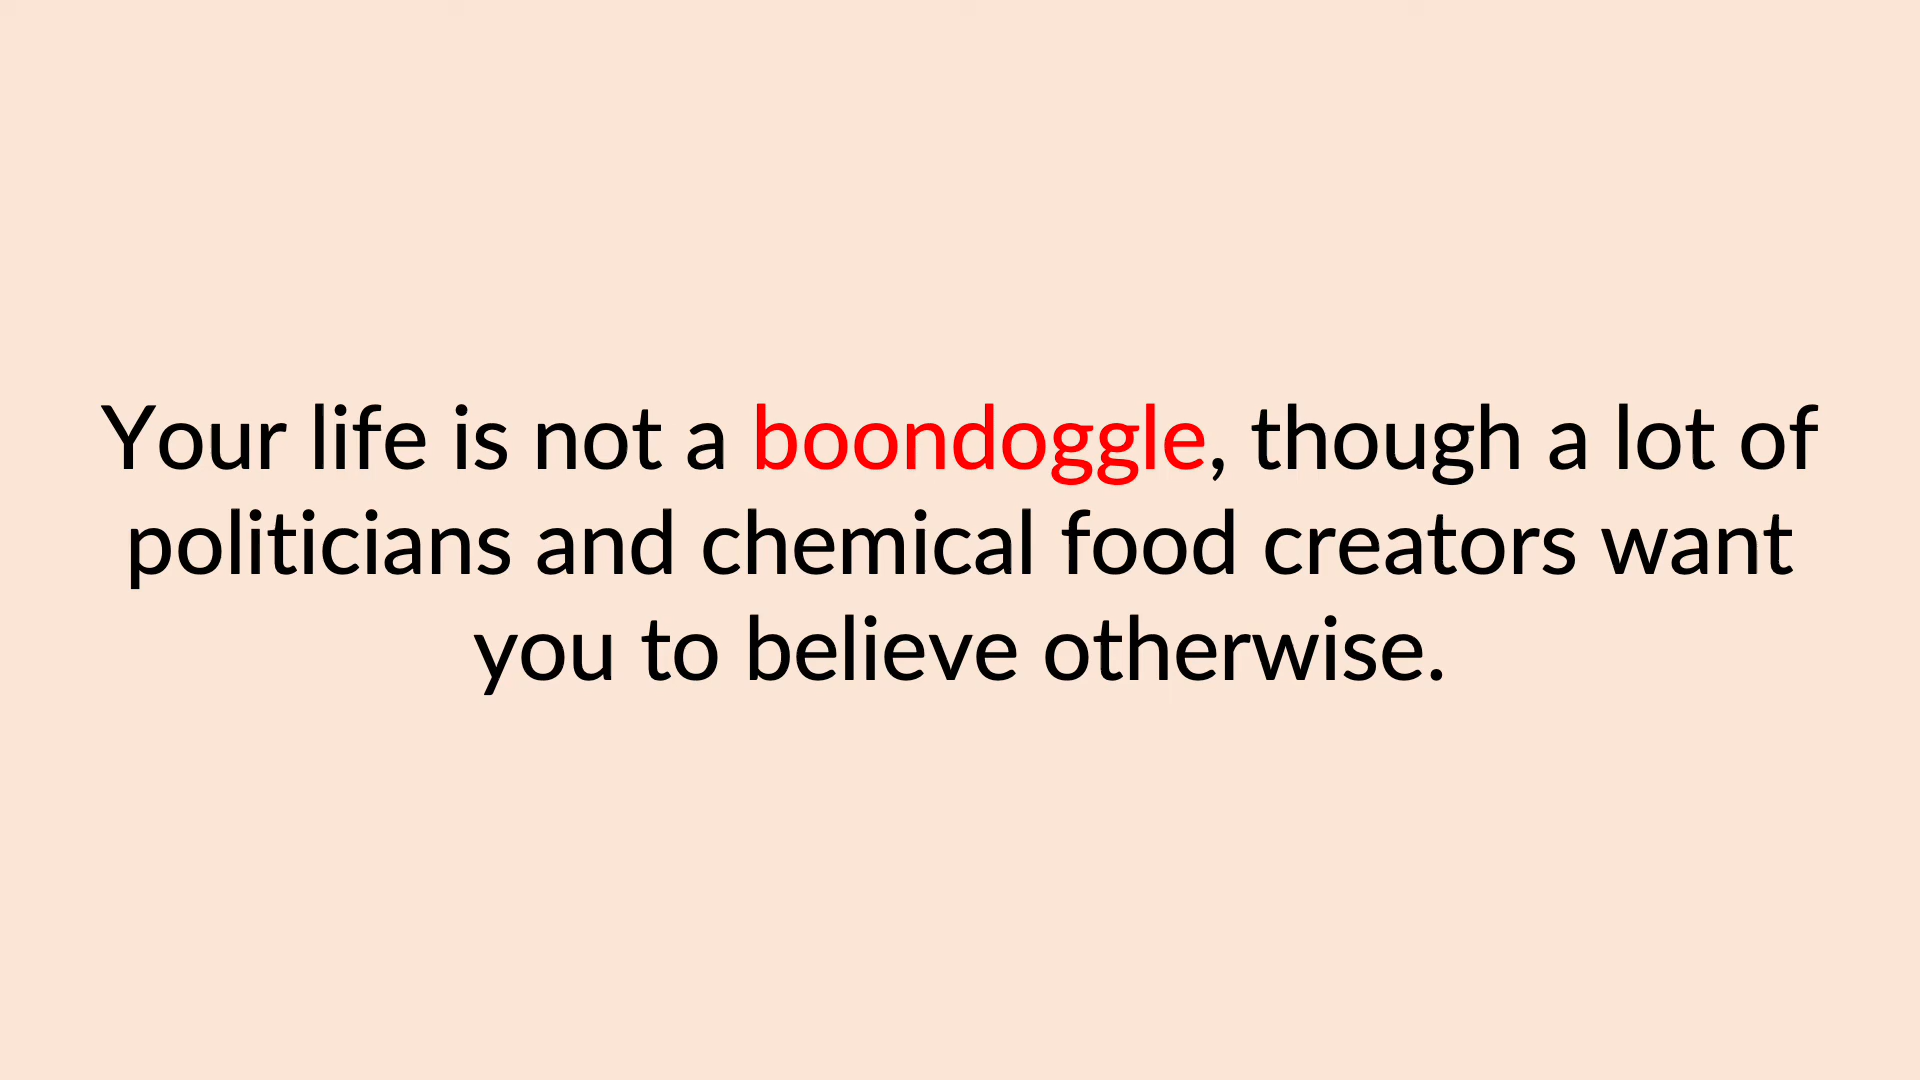 Your life is not a boondoggle, though a lot of
politicians and chemical food creators want
you to believe otherwise.